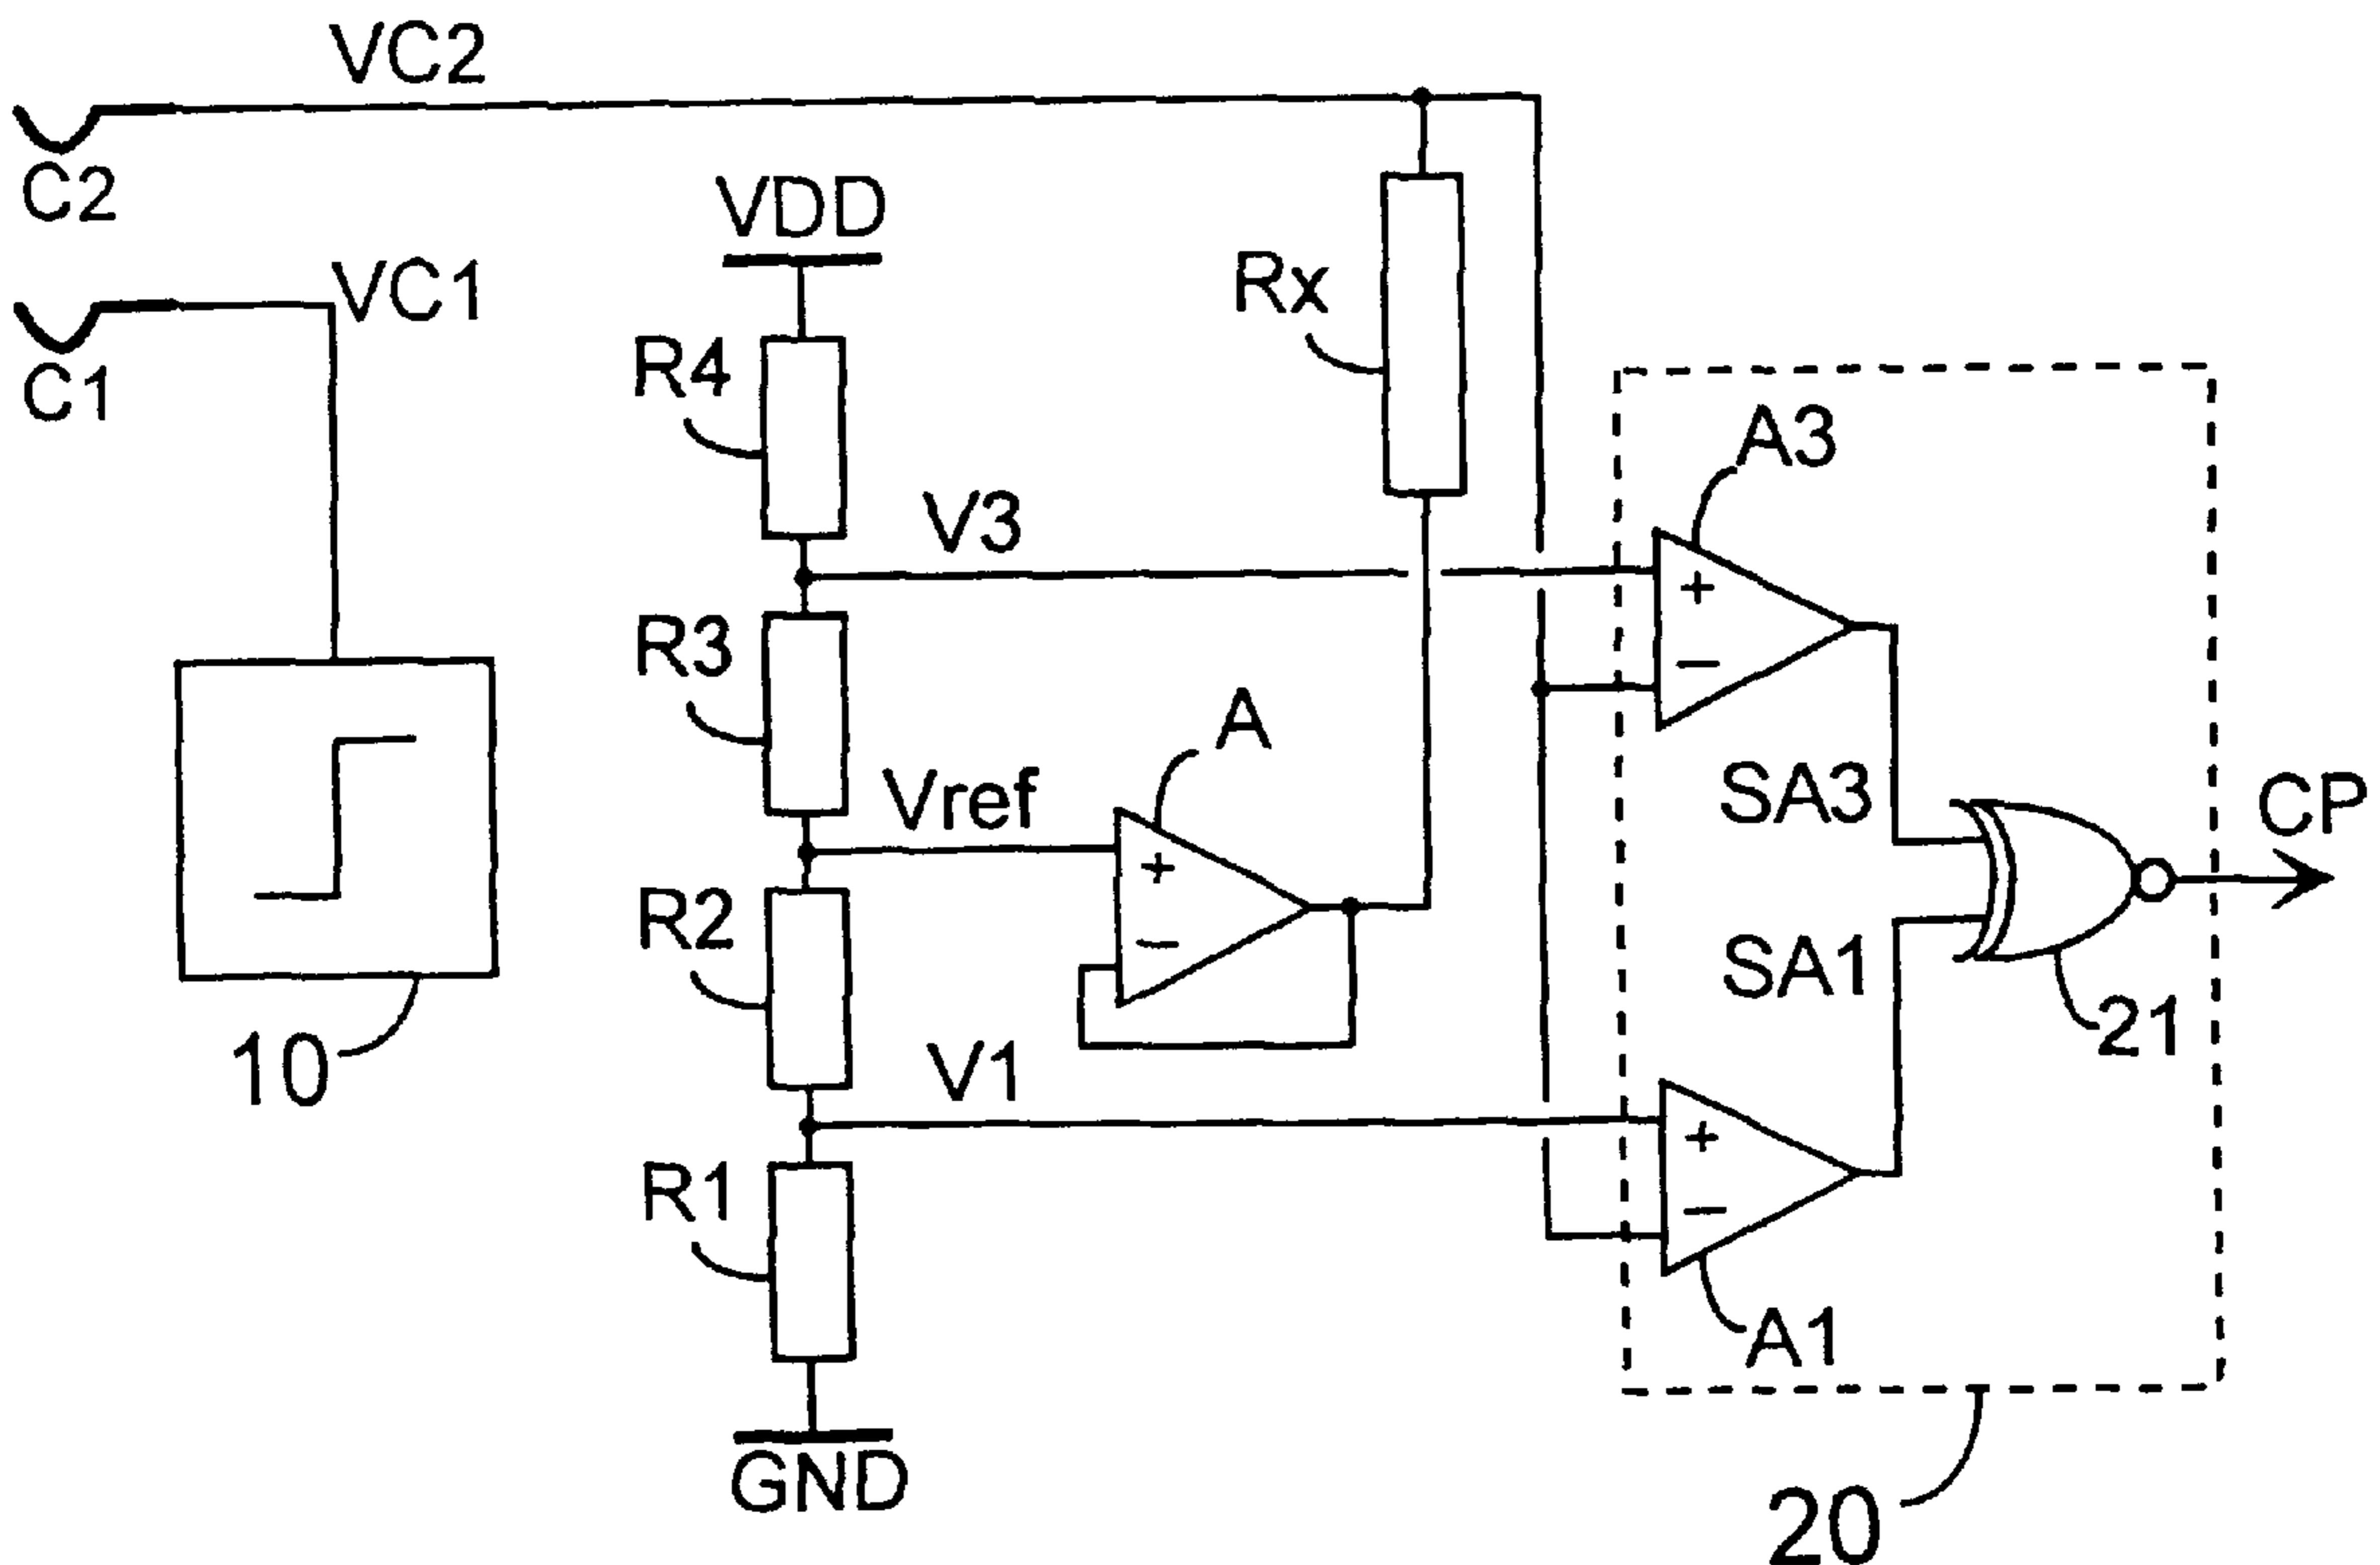 VC2
C2
VDD
VC1
C1
Rx
R4
A3
V3
+
−
R3
A
SA3
CP
Vref
+
−
R2
SA1
21
10
V1
+
−
R1
A1
GND
20